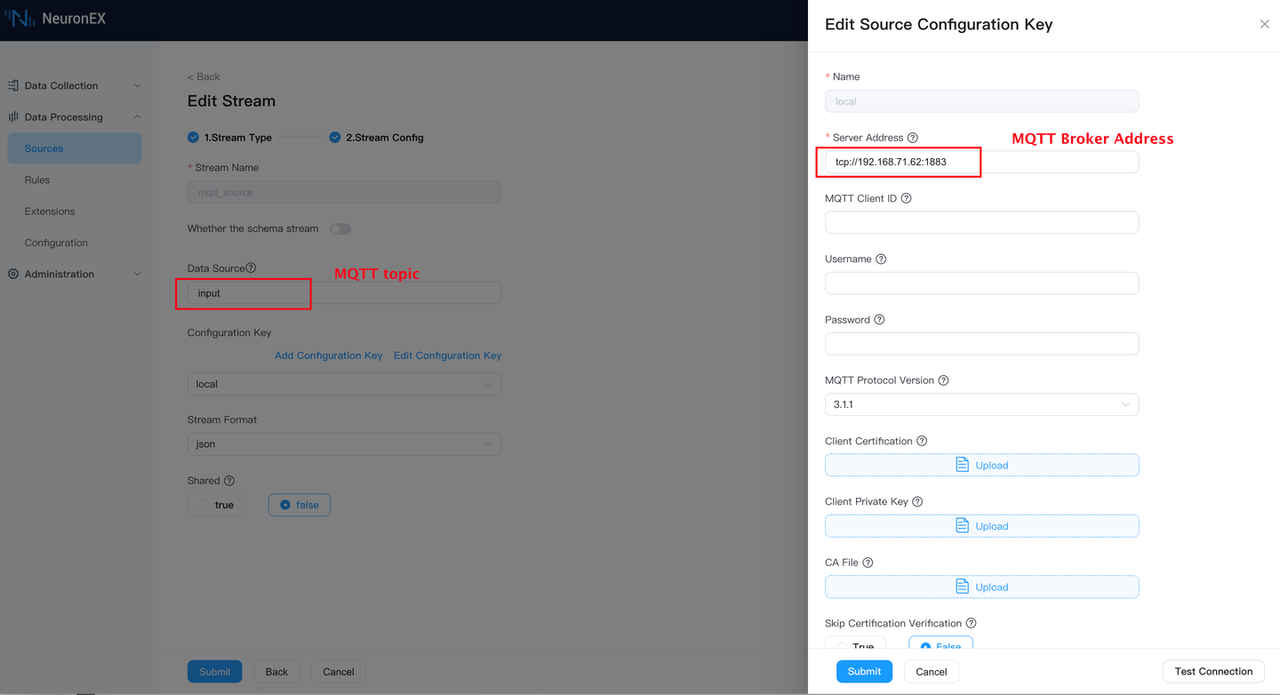 NeuronEX
Data Collection
Data Processing
Sources
Rules
Extensions
Configuration
Administration
< Back
Edit Stream
1.Stream Type
2.Stream Config
* Stream Name
mqtt_source
Whether the schema stream
Data Source
MQTT topic
input
Configuration Key
Add Configuration Key
Edit Configuration Key
local
Stream Format
json
Shared
true
false
Submit
Back
Cancel
Edit Source Configuration Key
* Name
local
* Server Address
MQTT Broker Address
tcp://192.168.71.62:1883
MQTT Client ID
Username
Password
MQTT Protocol Version
3.1.1
Client Certification
Upload
Client Private Key
Upload
CA File
Upload
Skip Certification Verification
True
False
Submit
Cancel
Test Connection